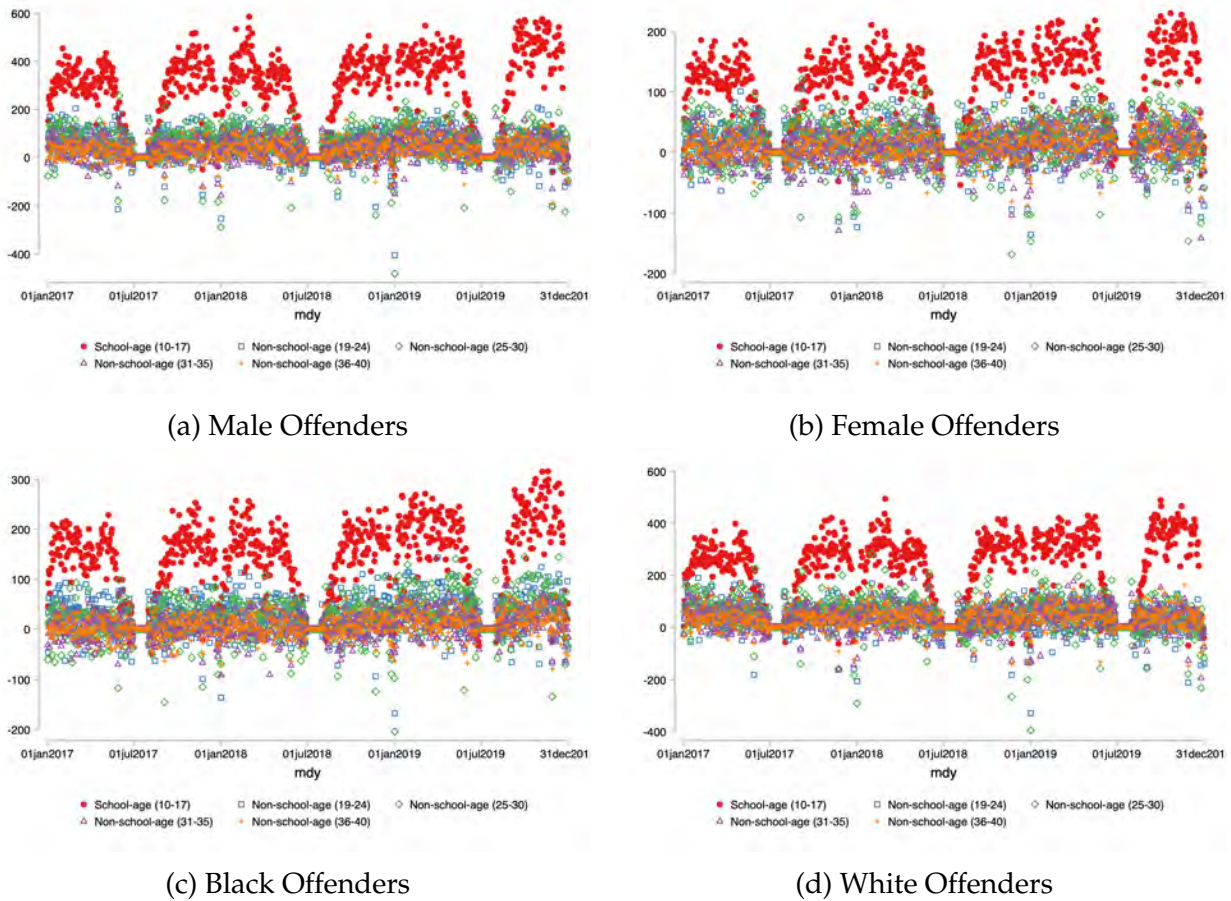 600
400
200
0
-200
-400
01jan2017 01jul2017 01jan2018 01jul2018 01jan2019 01jul2019 31dec201
mdy
School-age (10-17) Non-school-age (19-24) Non-school-age (25-30)
Non-school-age (31-35) Non-school-age (36-40)
(a) Male Offenders
200
100
0
-100
-200
01jan2017 01jul2017 01jan2018 01jul2018 01jan2019 01jul2019 31dec201
mdy
School-age (10-17) Non-school-age (19-24) Non-school-age (25-30)
Non-school-age (31-35) Non-school-age (36-40)
(b) Female Offenders
300
200
100
0
-100
-200
01jan2017 01jul2017 01jan2018 01jul2018 01jan2019 01jul2019 31dec201
mdy
School-age (10-17) Non-school-age (19-24) Non-school-age (25-30)
Non-school-age (31-35) Non-school-age (36-40)
(c) Black Offenders
600
400
200
0
-200
-400
01jan2017 01jul2017 01jan2018 01jul2018 01jan2019 01jul2019 31dec201
mdy
School-age (10-17) Non-school-age (19-24) Non-school-age (25-30)
Non-school-age (31-35) Non-school-age (36-40)
(d) White Offenders